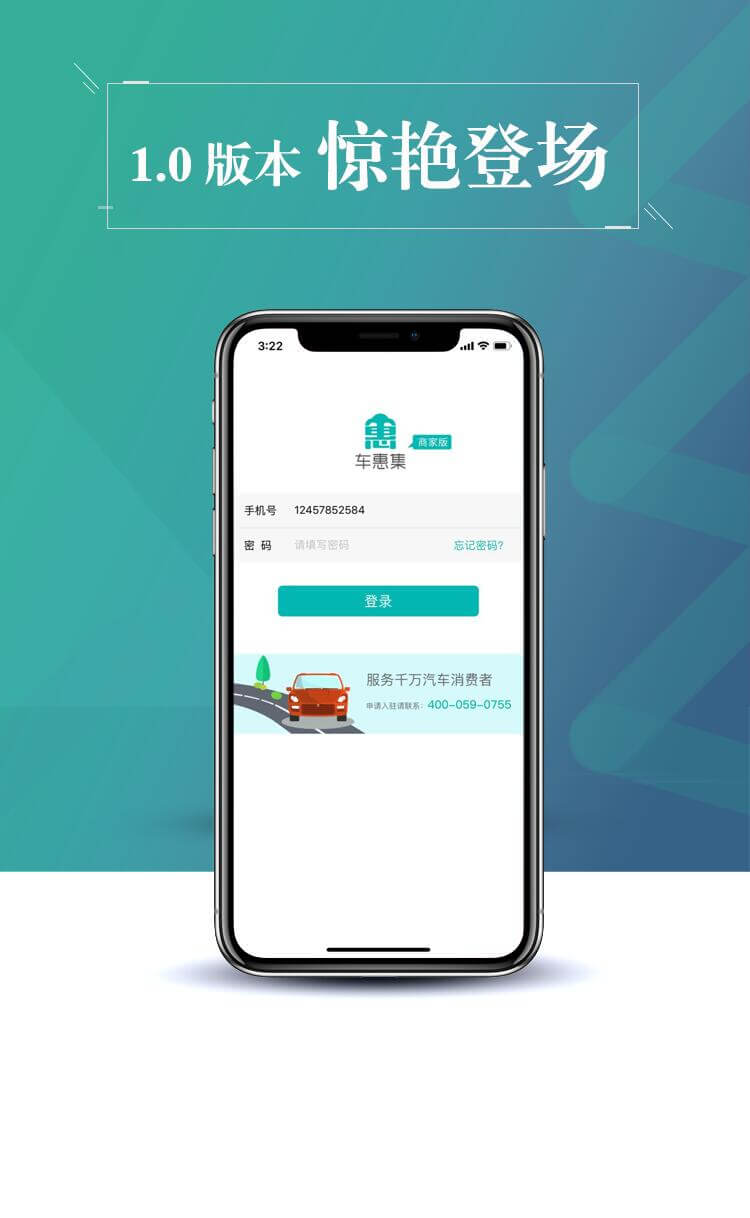 1.0 版本 惊艳登场
3:22
商家版
车惠集
手机号 12457852584
密 码 请填写密码 忘记密码?
登录
服务千万汽车消费者
申请入驻请联系: 400-059-0755